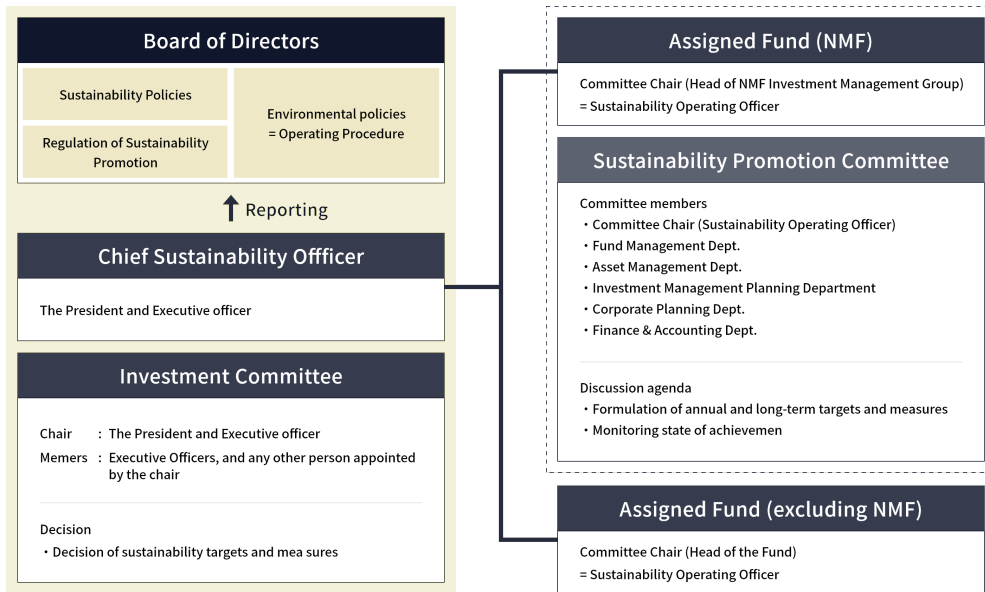 Board of Directors
Sustainability Policies
Regulation of Sustainability
Promotion
Environmental policies
= Operating Procedure
Reporting
Chief Sustainability Offfficer
The President and Executive officer
Investment Committee
Chair : The President and Executive officer
Memers : Executive Officers, and any other person appointed
by the chair
Decision
・Decision of sustainability targets and mea sures
Assigned Fund (NMF)
Committee Chair (Head of NMF Investment Management Group)
= Sustainability Operating Officer
Sustainability Promotion Committee
Committee members
・Committee Chair (Sustainability Operating Officer)
・Fund Management Dept.
・Asset Management Dept.
・Investment Management Planning Department
・Corporate Planning Dept.
・Finance & Accounting Dept.
Discussion agenda
・Formulation of annual and long-term targets and measures
・Monitoring state of achievemen
Assigned Fund (excluding NMF)
Committee Chair (Head of the Fund)
= Sustainability Operating Officer